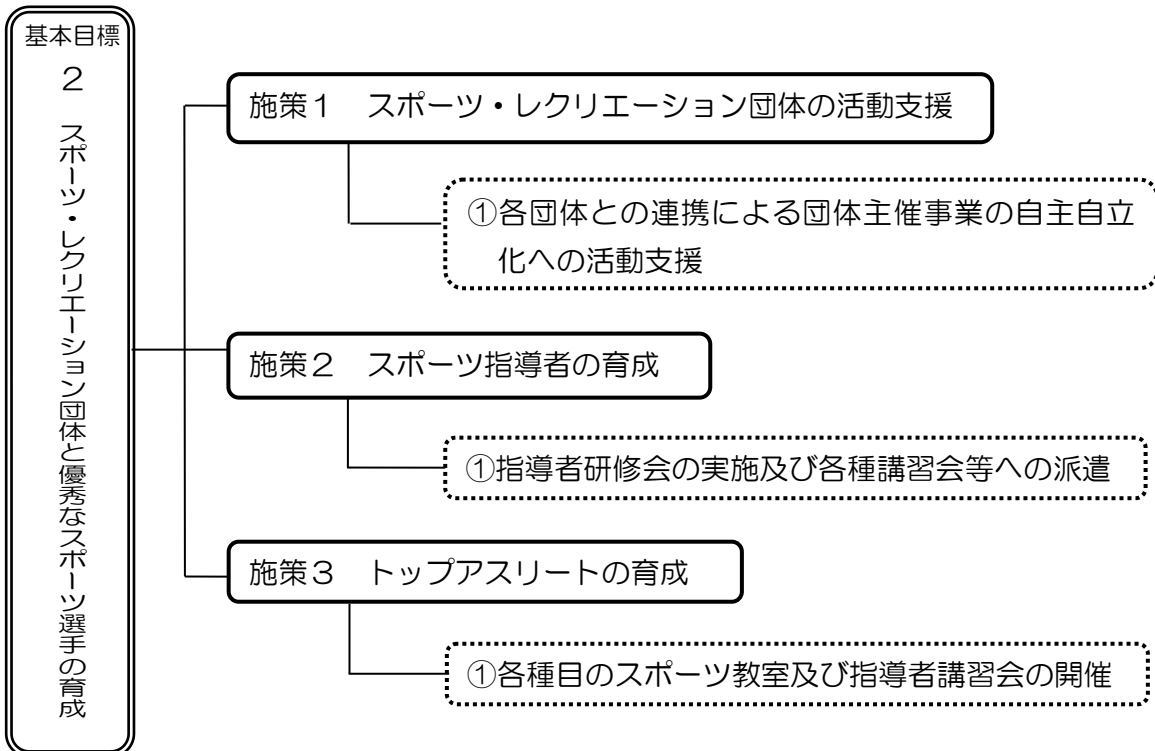 基本目標
2 スポーツ・レクリエーション団体と優秀なスポーツ選手の育成
施策1 スポーツ・レクリエーション団体の活動支援
①各団体との連携による団体主催事業の自主自立
化への活動支援
施策2 スポーツ指導者の育成
①指導者研修会の実施及び各種講習会等への派遣
施策3 トップアスリートの育成
①各種目のスポーツ教室及び指導者講習会の開催